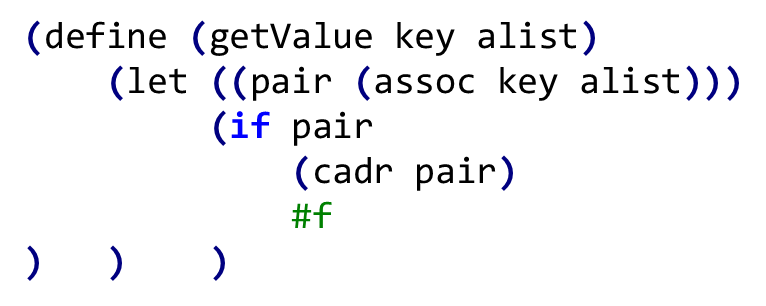 (define (getValue key alist)
    (let ((pair (assoc key alist)))
         (if pair
             (cadr pair)
             #f
)   )    )